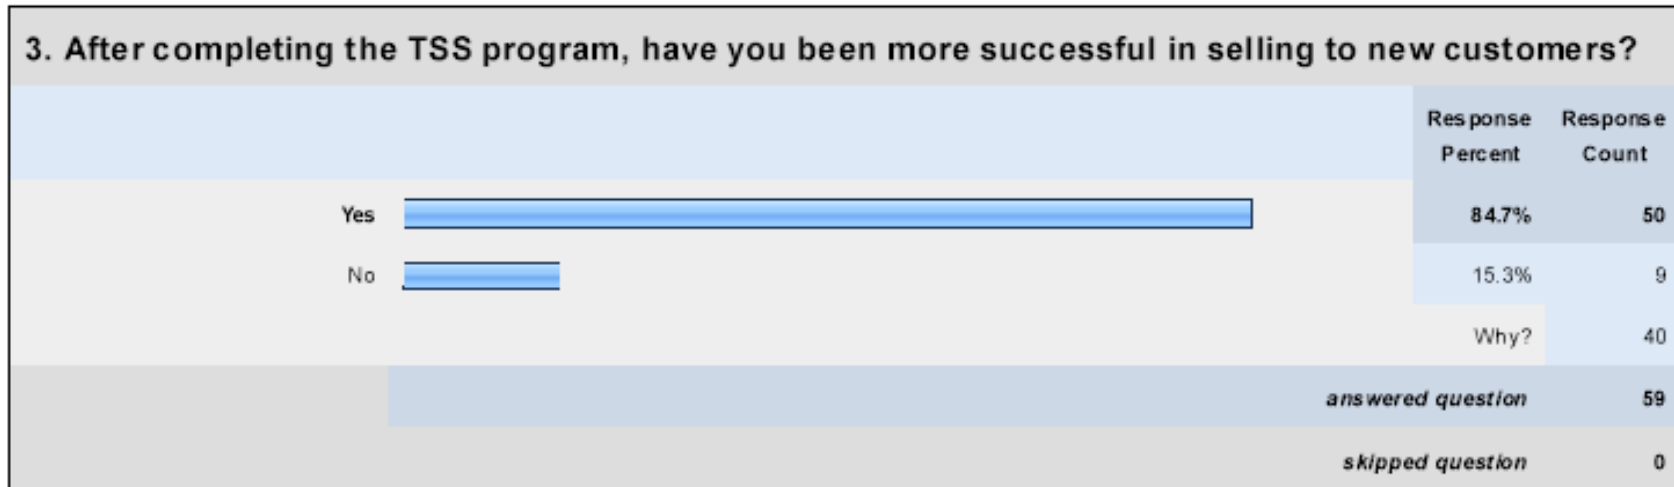 3. After completing the TSS program, have you been more successful in selling to new customers?
Response Response
Percent Count
Yes 84.7% 50
No 15.3% 9
Why? 40
answered question 59
skipped question 0